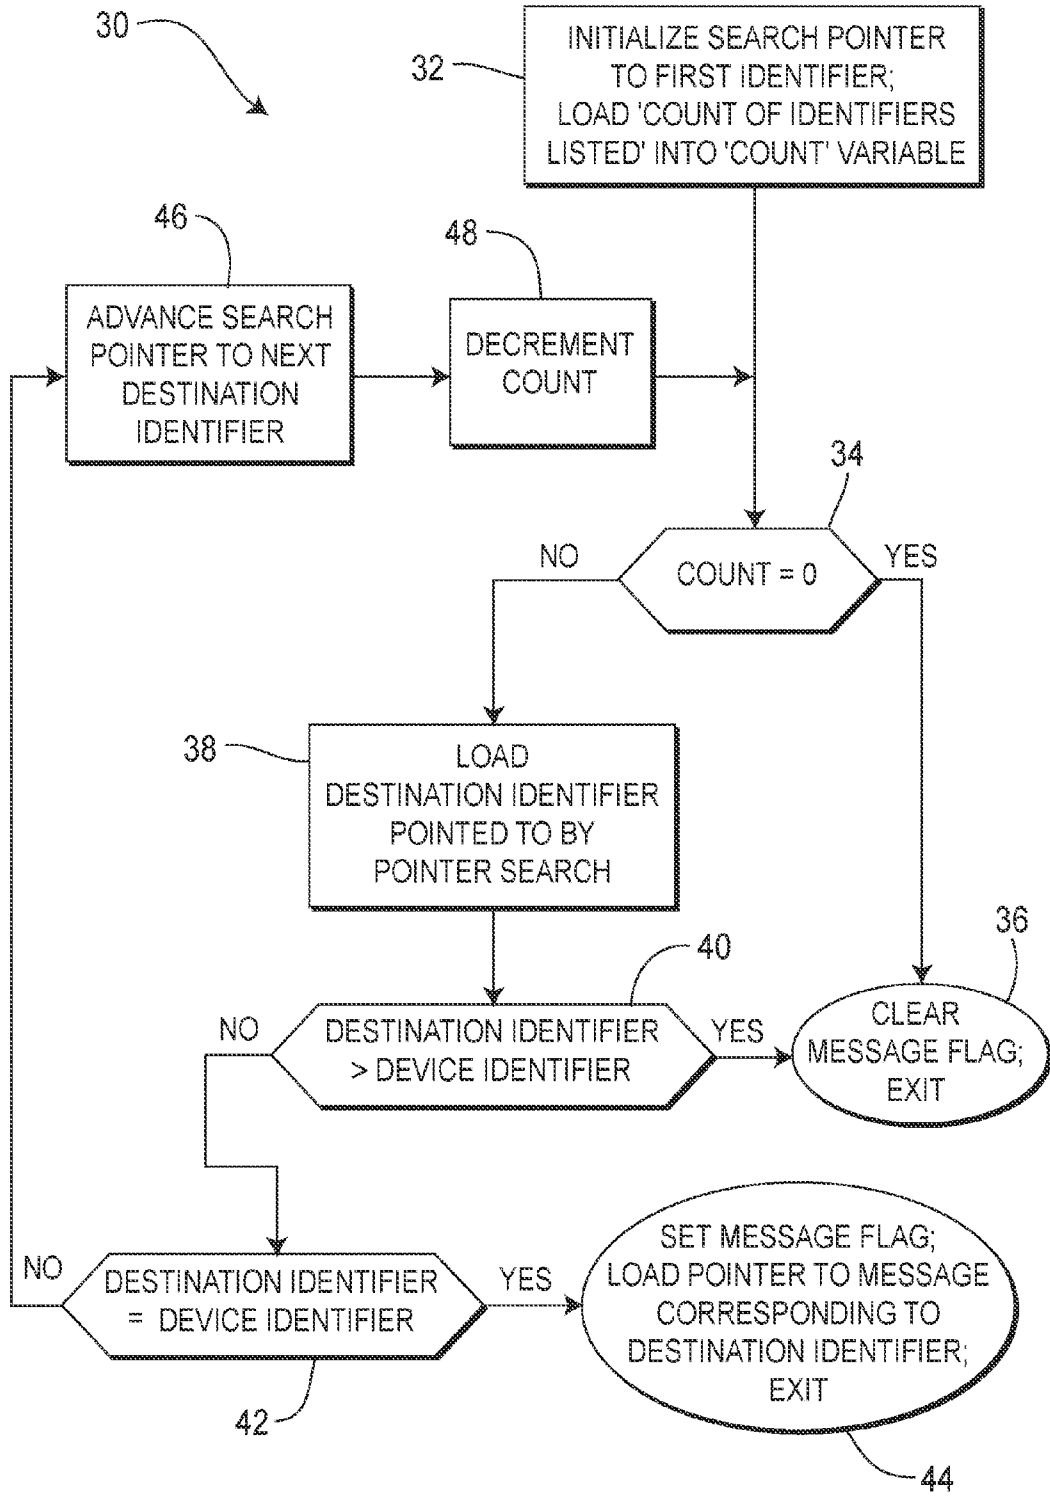 30
32
INITIALIZE SEARCH POINTER
TO FIRST IDENTIFIER;
LOAD 'COUNT OF IDENTIFIERS
LISTED' INTO 'COUNT' VARIABLE
46
48
ADVANCE SEARCH
POINTER TO NEXT
DESTINATION
IDENTIFIER
DECREMENT
COUNT
34
NO
YES
COUNT = 0
38
LOAD
DESTINATION IDENTIFIER
POINTED TO BY
POINTER SEARCH
40
36
NO
DESTINATION IDENTIFIER
> DEVICE IDENTIFIER
YES
CLEAR
MESSAGE FLAG;
EXIT
NO
DESTINATION IDENTIFIER
= DEVICE IDENTIFIER
YES
SET MESSAGE FLAG;
LOAD POINTER TO MESSAGE
CORRESPONDING TO
DESTINATION IDENTIFIER;
EXIT
42
44